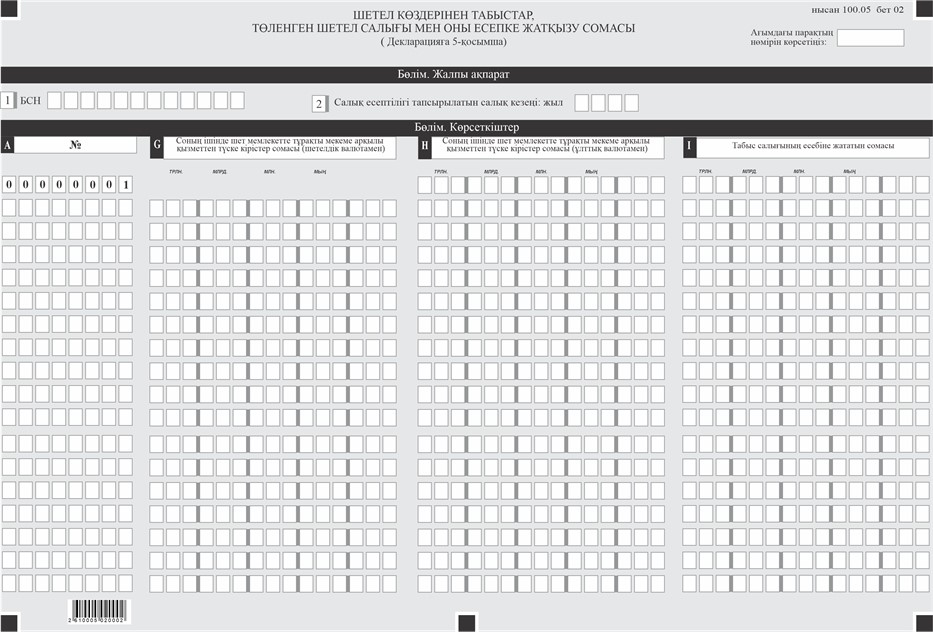 ШЕТЕЛ КӨЗДЕРІНЕН ТАБЫСТАР,
ТӨЛЕНГЕН ШЕТЕЛ САЛЫҒЫ МЕН ОНЫ ЕСЕПКЕ ЖАТҚЫЗУ СОМАСЫ
( Декларацияға 5-қосымша)
нысан 100.05 бет 02
Ағымдағы парақтың
нөмірін көрсетіңіз:
Бөлім. Жалпы ақпарат
1 БСН
2 Салық есептілігі тапсырылатын салық кезеңі: жыл
Бөлім. Көрсеткіштер
A №
G Соның ішінде шет мемлекетте тұрақты мекеме арқылы
қызметтен түске кірістер сомасы (шетелдік валютамен)
H Соның ішінде шет мемлекетте тұрақты мекеме арқылы
қызметтен түске кірістер сомасы (ұлттық валютамен)
I Табыс салығының есебіне жататын сомасы
ТРЛН. МЛРД. МЛН. МЫҢ.
ТРЛН. МЛРД. МЛН. МЫҢ.
ТРЛН. МЛРД. МЛН. МЫҢ.
0 0 0 0 0 0 0 1
2 610005 020002